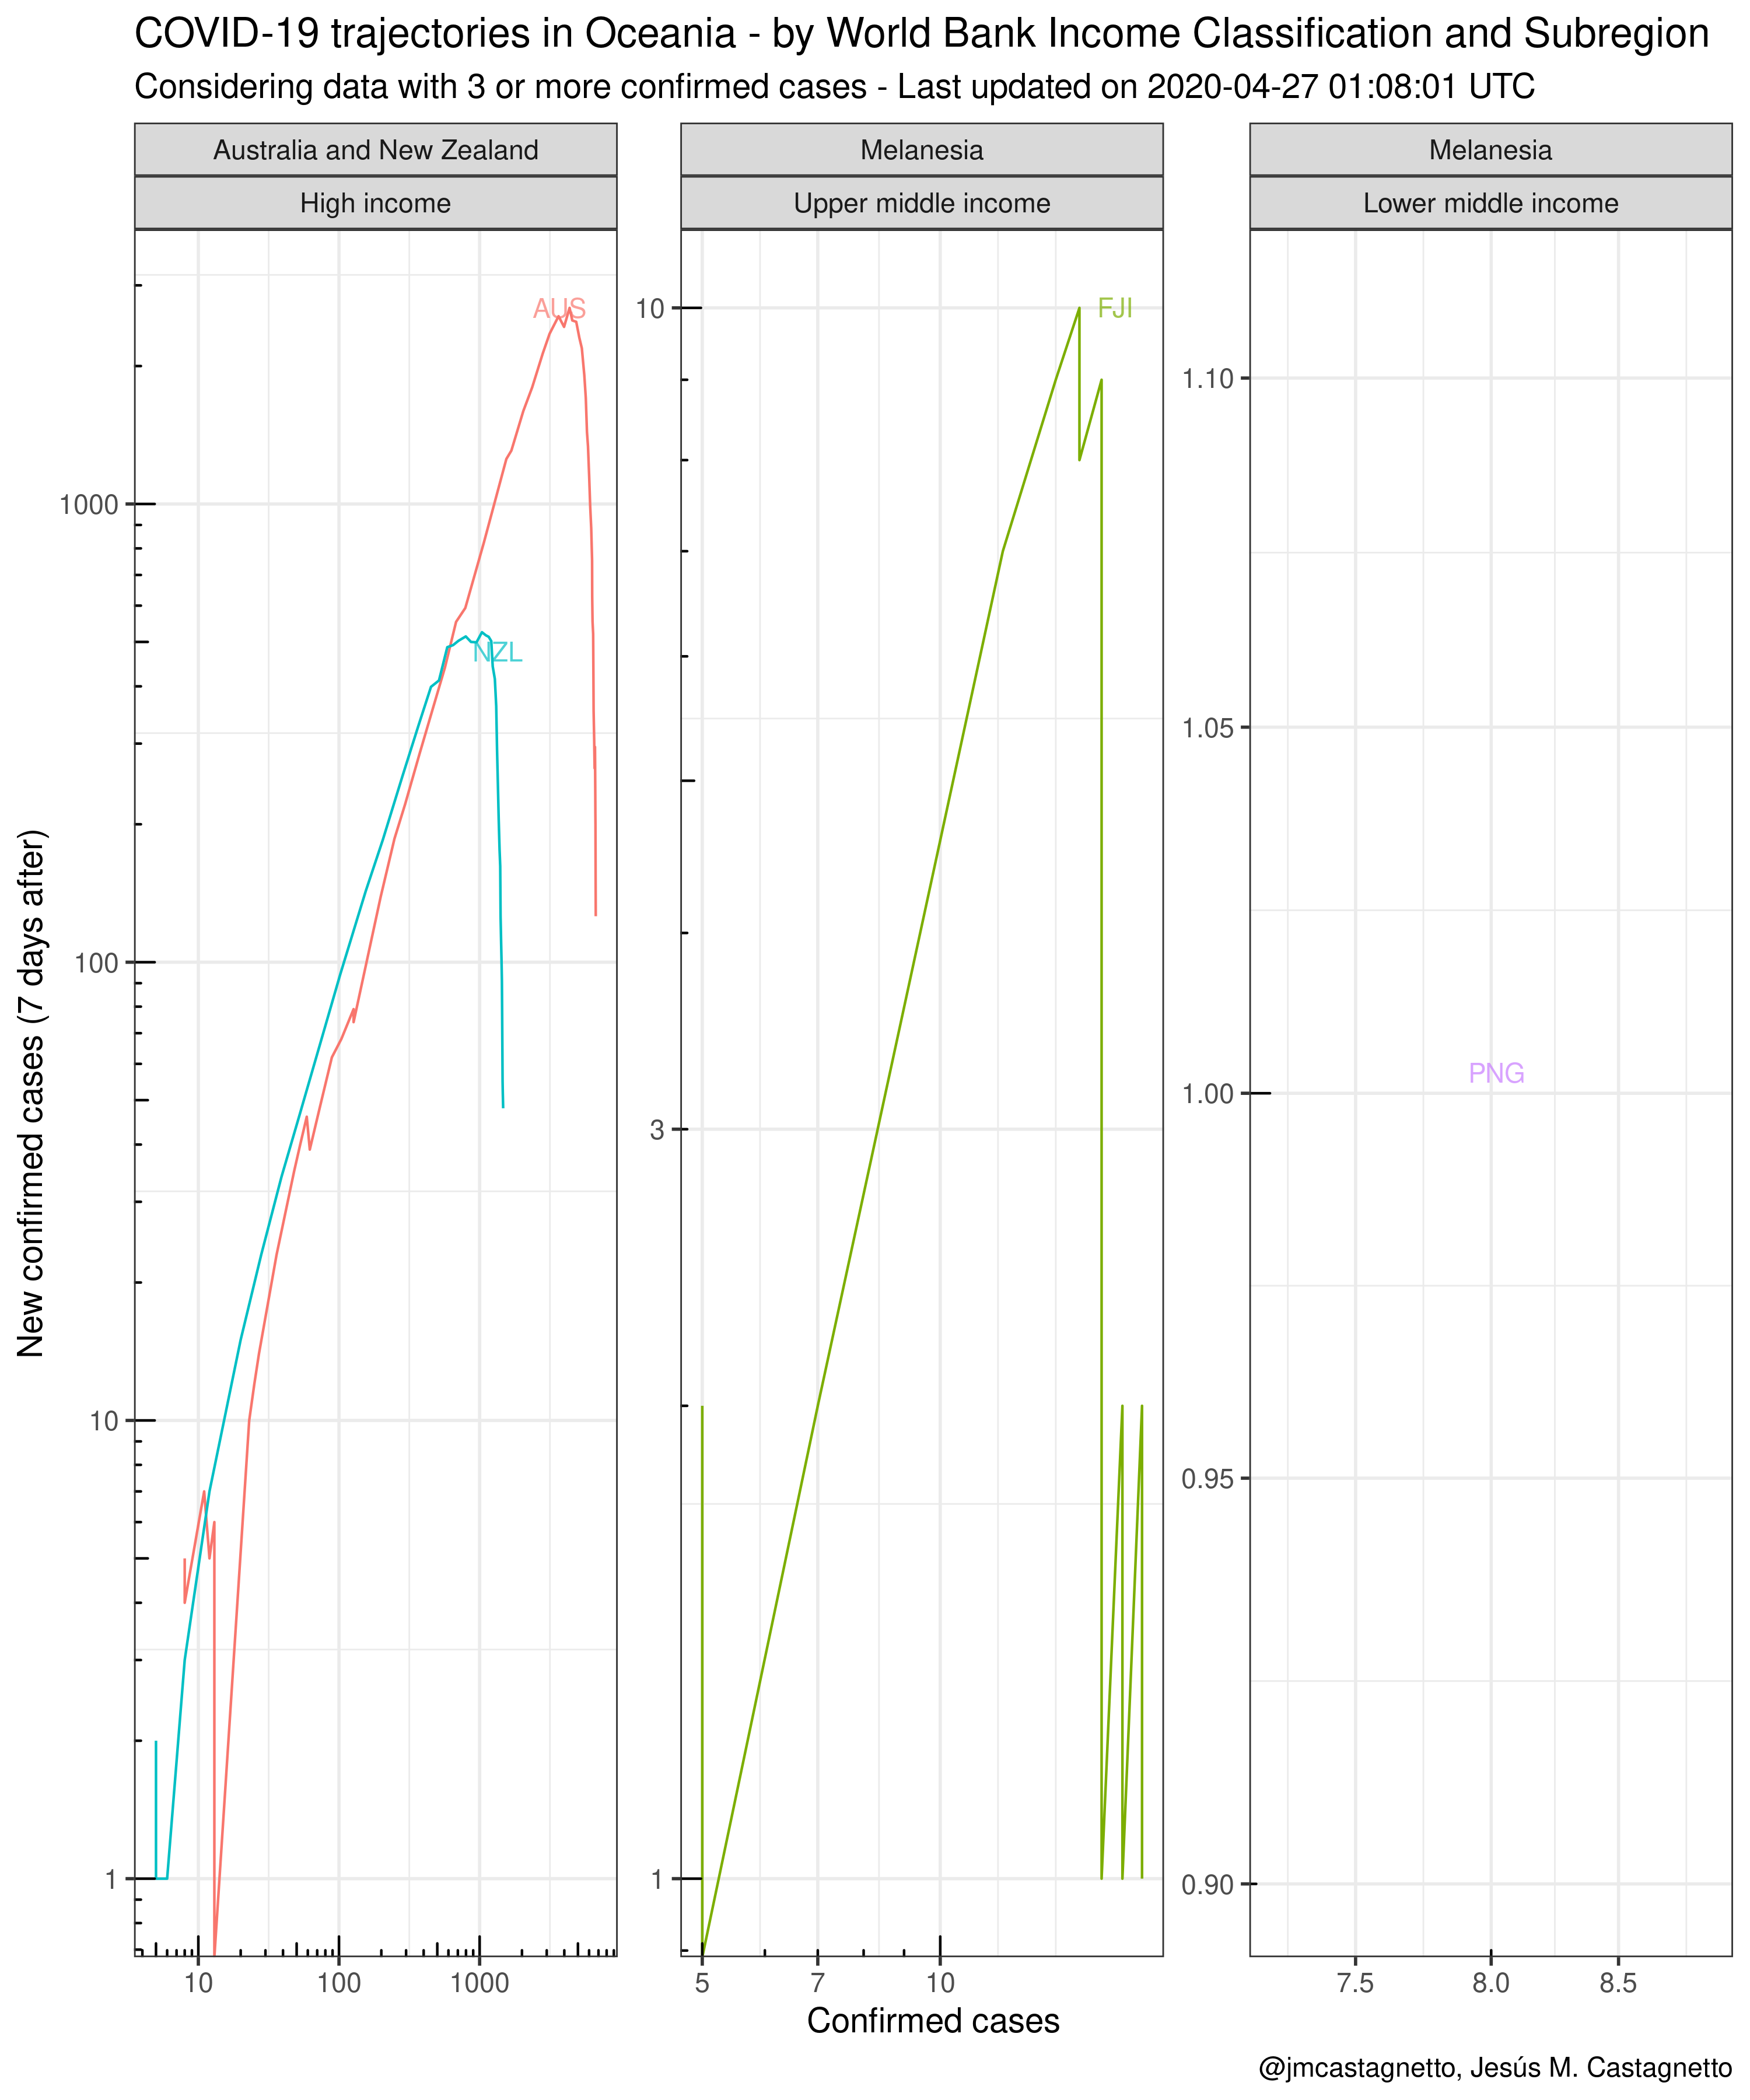 COVID-19 trajectories in Oceania - by World Bank Income Classification and Subregion
Considering data with 3 or more confirmed cases - Last updated on 2020-04-27 01:08:01 UTC
Australia and New Zealand
High income
Melanesia
Upper middle income
Melanesia
Lower middle income
New confirmed cases (7 days after)
1000
100
10
1
AUS
NZL
10
100
1000
10
3
1
FJI
5
7
10
1.10
1.05
1.00
0.95
0.90
PNG
7.5
8.0
8.5
Confirmed cases
@jmcastagnetto, Jesús M. Castagnetto